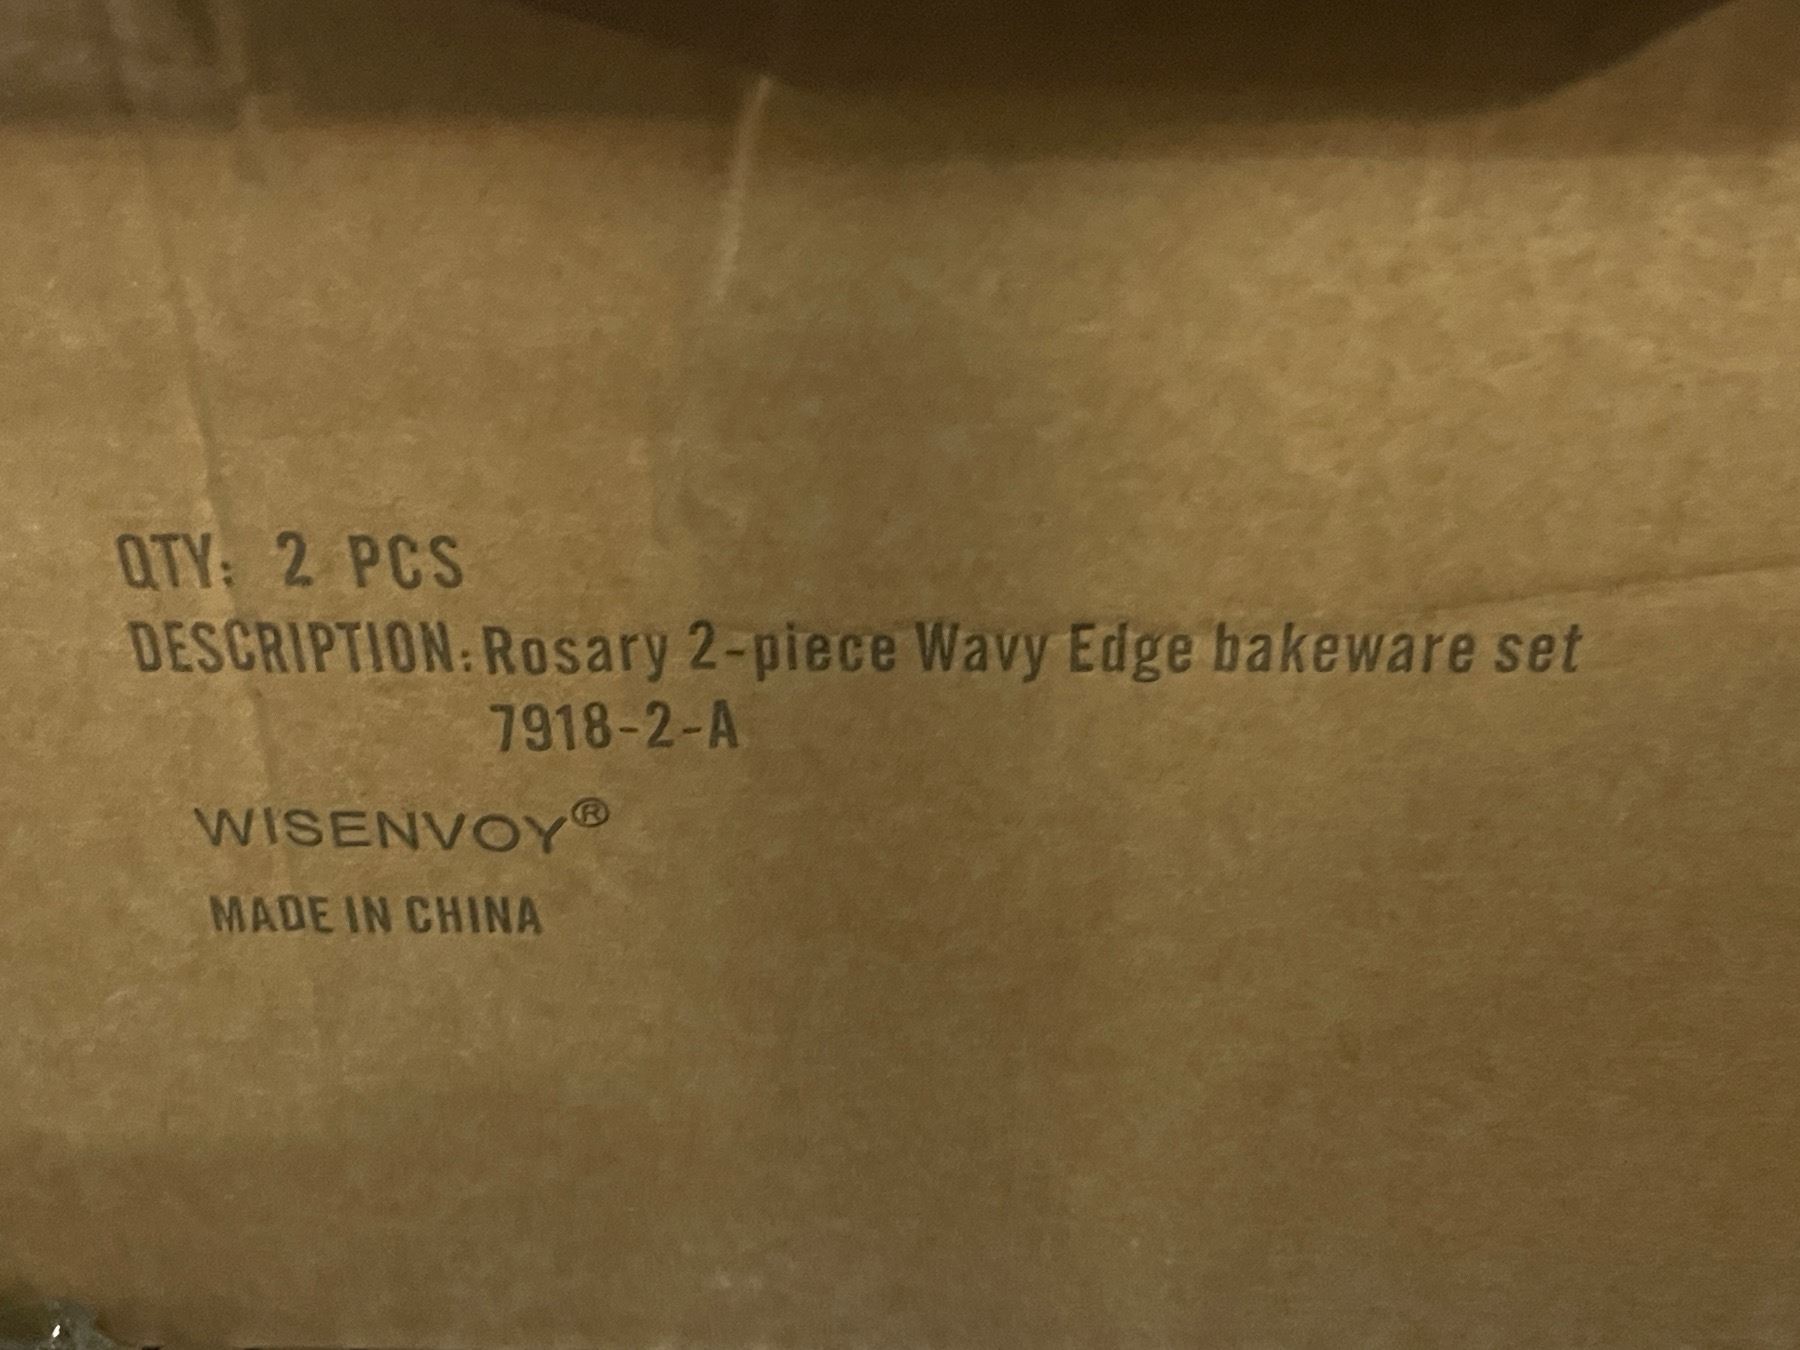 QTY: 2 PCS
DESCRIPTION: Rosary 2-piece Wavy Edge bakeware set
7918-2-A
WISENVOY®
MADE IN CHINA